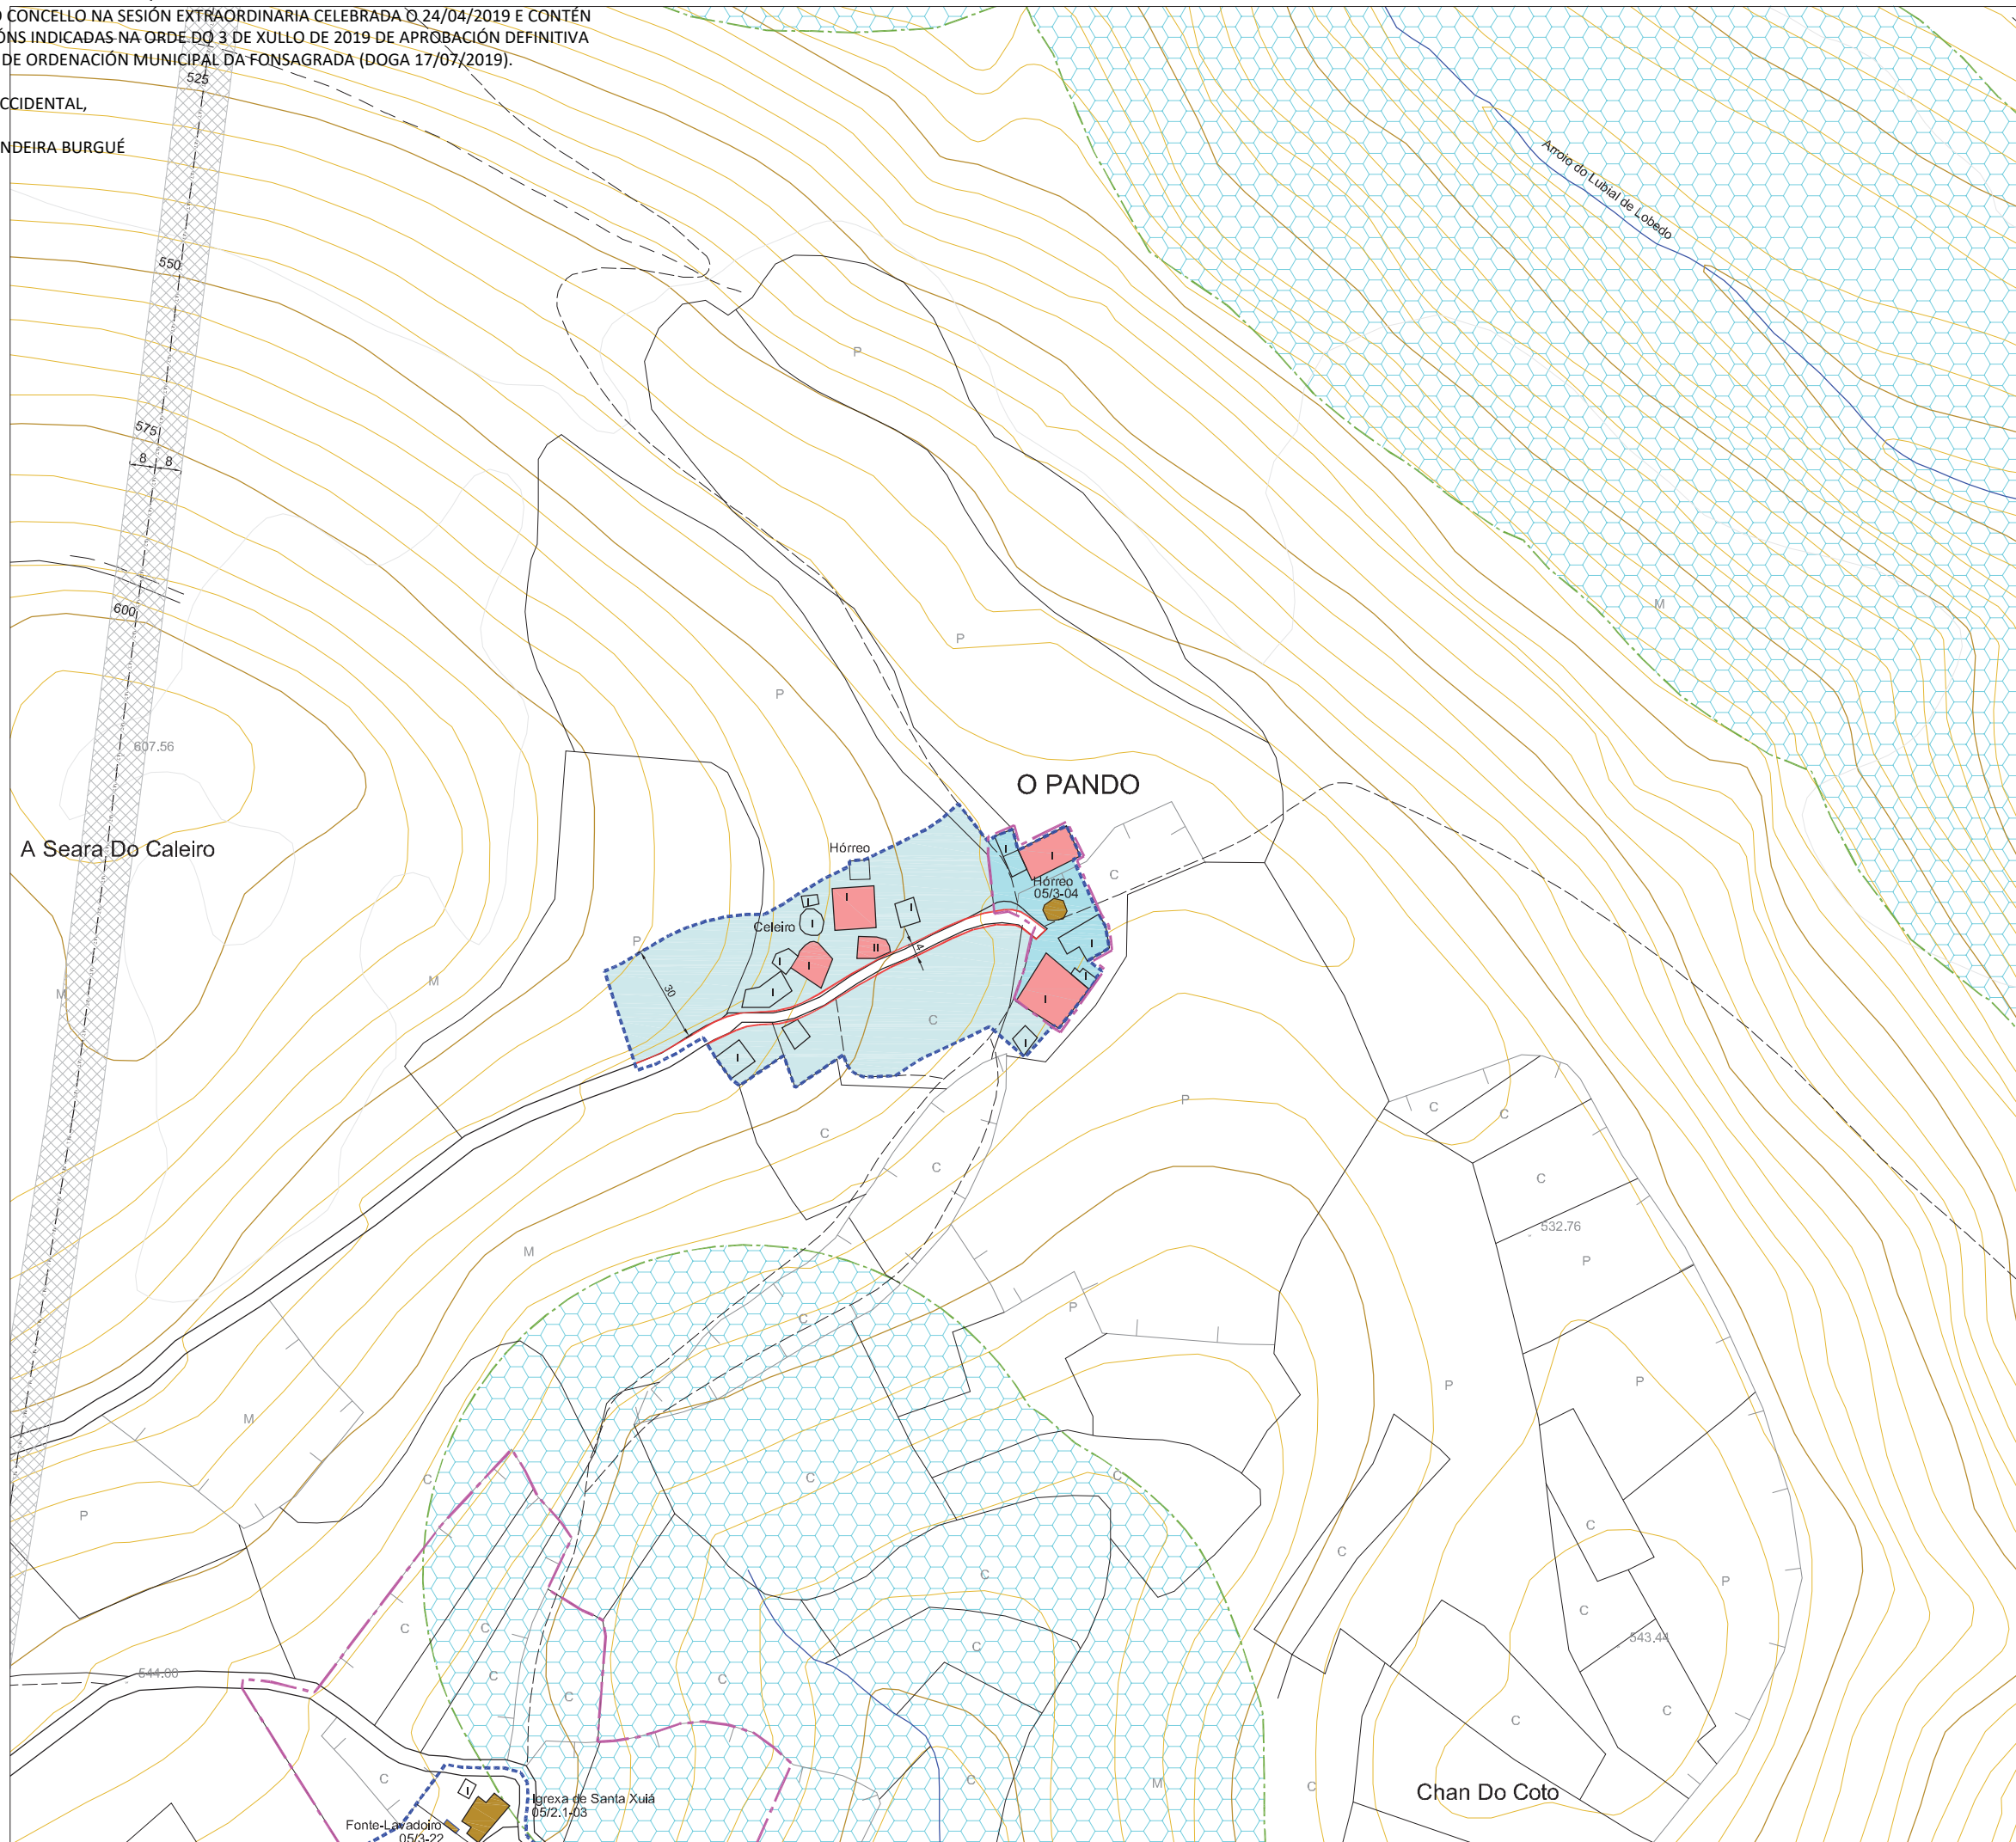 O CONCELLO NA SESIÓN EXTRAORDINARIA CELEBRADA O 24/04/2019 E CONTÉN
ÓNS INDICADAS NA ORDE DO 3 DE XULLO DE 2019 DE APROBACIÓN DEFINITIVA
DE ORDENACIÓN MUNICIPAL DA FONSAGRADA (DOGA 17/07/2019).
CCIDENTAL,
NDEIRA BURGUÉ
525
Arroio do Lubial de Lobedo
550
P
575
8 8
600
M
P
P
607.56
O PANDO
A Seara Do Caleiro
Hórreo
I
I
C
Hórreo
05/3-04
I
I
I
Celeiro
I
P
II
4
I
I
I
I
M
M
30
I
I
C
I
I
P
C
C
C
C
C
C
532.76
M
P
C
P
P
P
M
C
C
C
P
C
C
C
P
C
C
C
C
C
543.44
544.00
C
C
C
C
C
C
C
M
C
Chan Do Coto
I
Igrexa de Santa Xuiá
05/2.1-03
Fonte-Lavadoiro
05/3-22